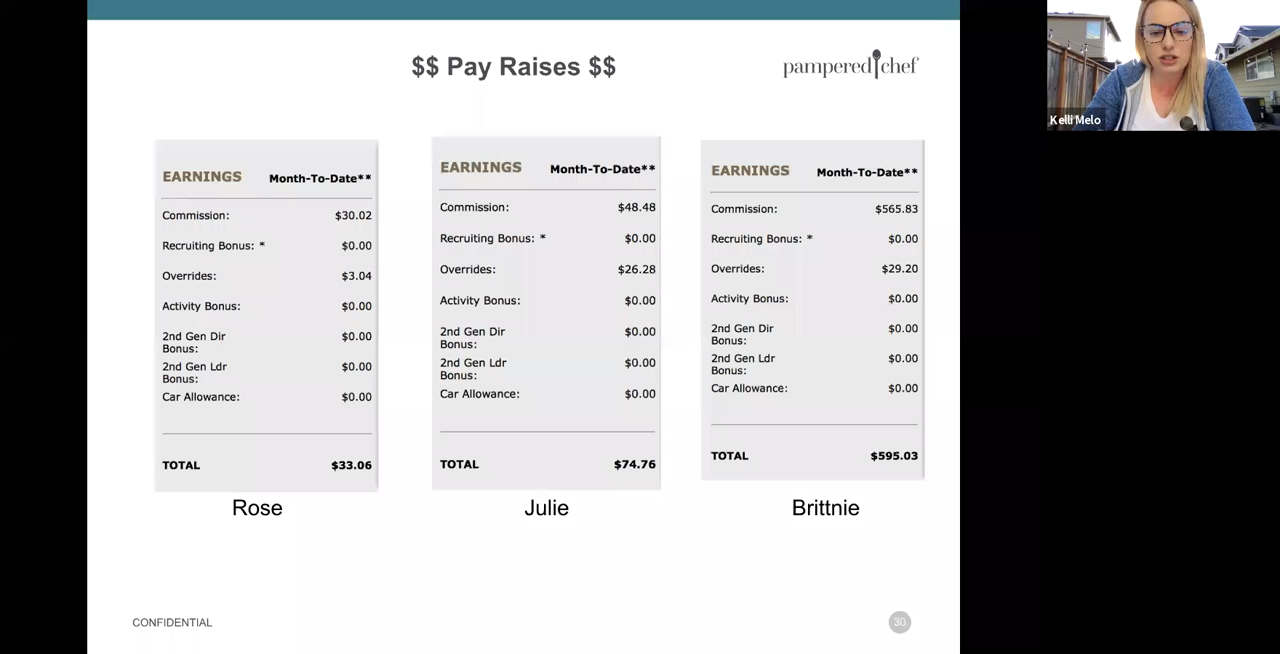 $$ Pay Raises $$
pampered chef
Kelli Melo
EARNINGS Month-To-Date**
Commission: $30.02
Recruiting Bonus: * $0.00
Overrides: $3.04
Activity Bonus: $0.00
2nd Gen Dir $0.00
Bonus:
2nd Gen Ldr $0.00
Bonus:
Car Allowance: $0.00
TOTAL $33.06
Rose
EARNINGS Month-To-Date**
Commission: $48.48
Recruiting Bonus: * $0.00
Overrides: $26.28
Activity Bonus: $0.00
2nd Gen Dir $0.00
Bonus:
2nd Gen Ldr $0.00
Bonus:
Car Allowance: $0.00
TOTAL $74.76
Julie
EARNINGS Month-To-Date**
Commission: $565.83
Recruiting Bonus: * $0.00
Overrides: $29.20
Activity Bonus: $0.00
2nd Gen Dir $0.00
Bonus:
2nd Gen Ldr $0.00
Bonus:
Car Allowance: $0.00
TOTAL $595.03
Brittnie
CONFIDENTIAL
30